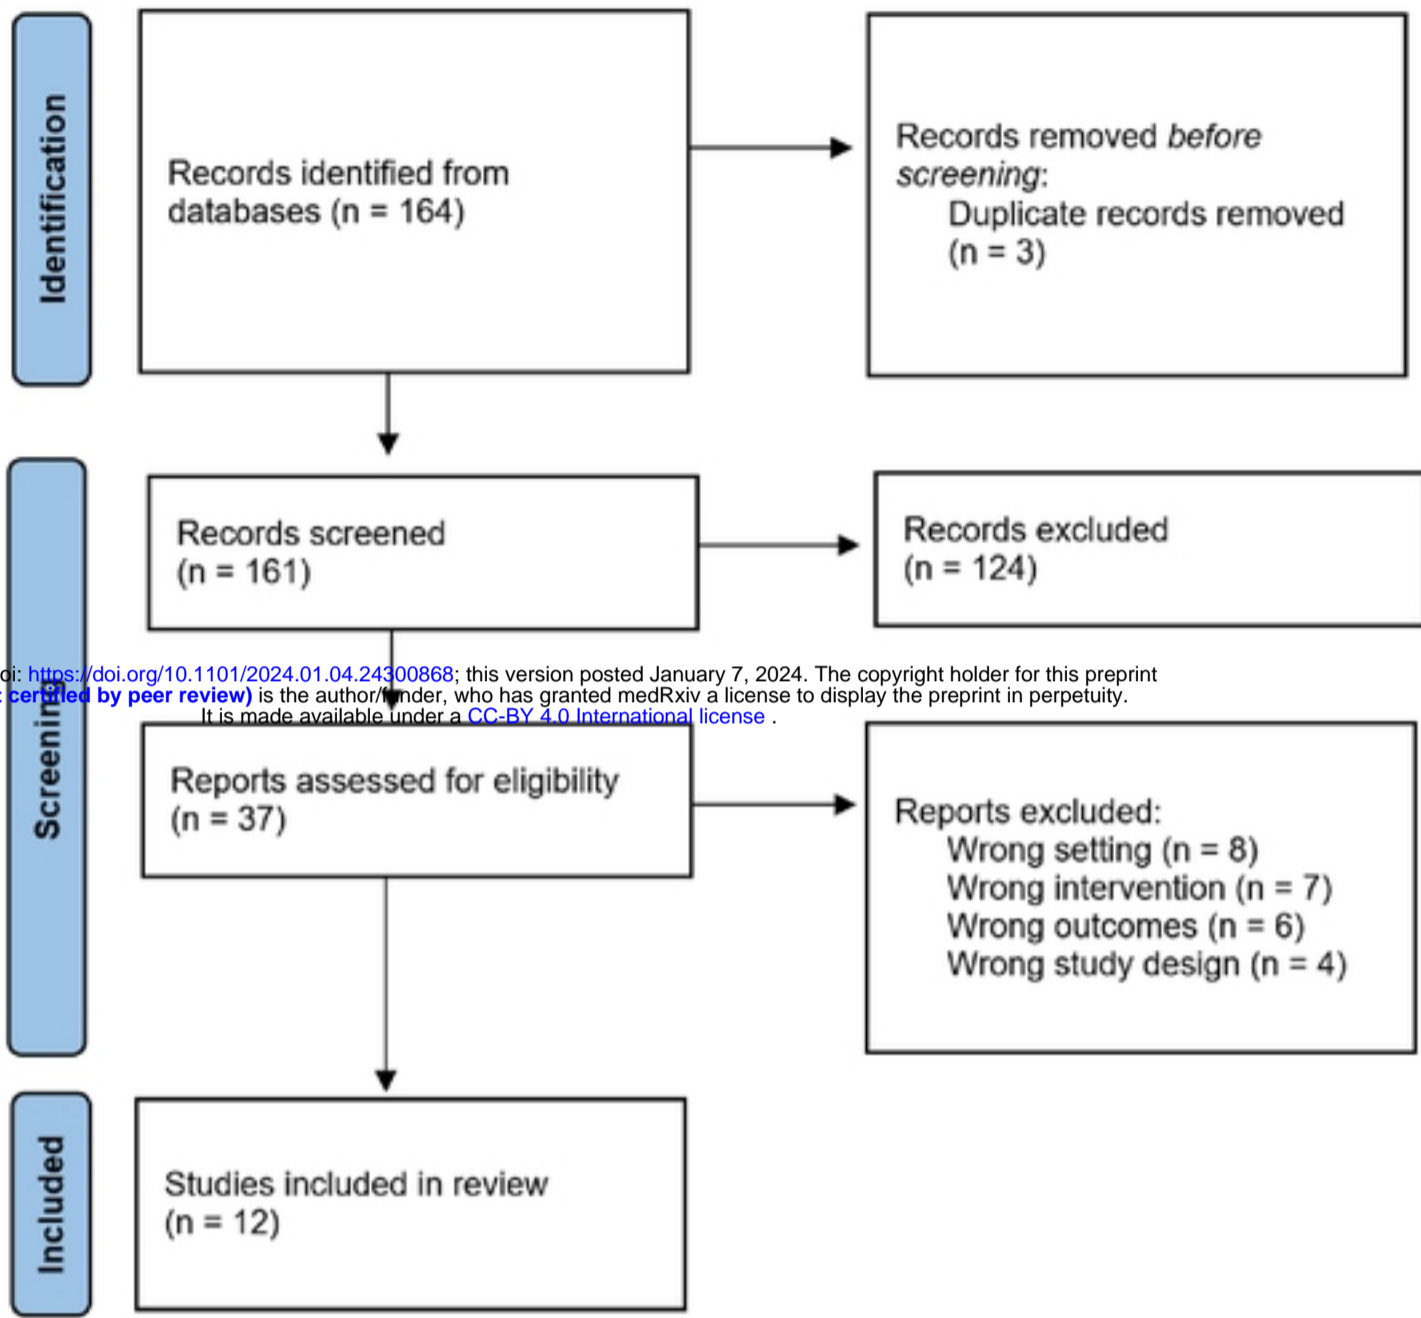 Identification
Records identified from
databases (n = 164)
Records removed before
screening:
Duplicate records removed
(n = 3)
Screening
Records screened
(n = 161)
Records excluded
(n = 124)
oi: https://doi.org/10.1101/2024.01.04.24300868; this version posted January 7, 2024. The copyright holder for this preprint
certified by peer review) is the author/funder, who has granted medRxiv a license to display the preprint in perpetuity.
It is made available under a CC-BY 4.0 International license .
Reports assessed for eligibility
(n = 37)
Reports excluded:
Wrong setting (n = 8)
Wrong intervention (n = 7)
Wrong outcomes (n = 6)
Wrong study design (n = 4)
Included
Studies included in review
(n = 12)